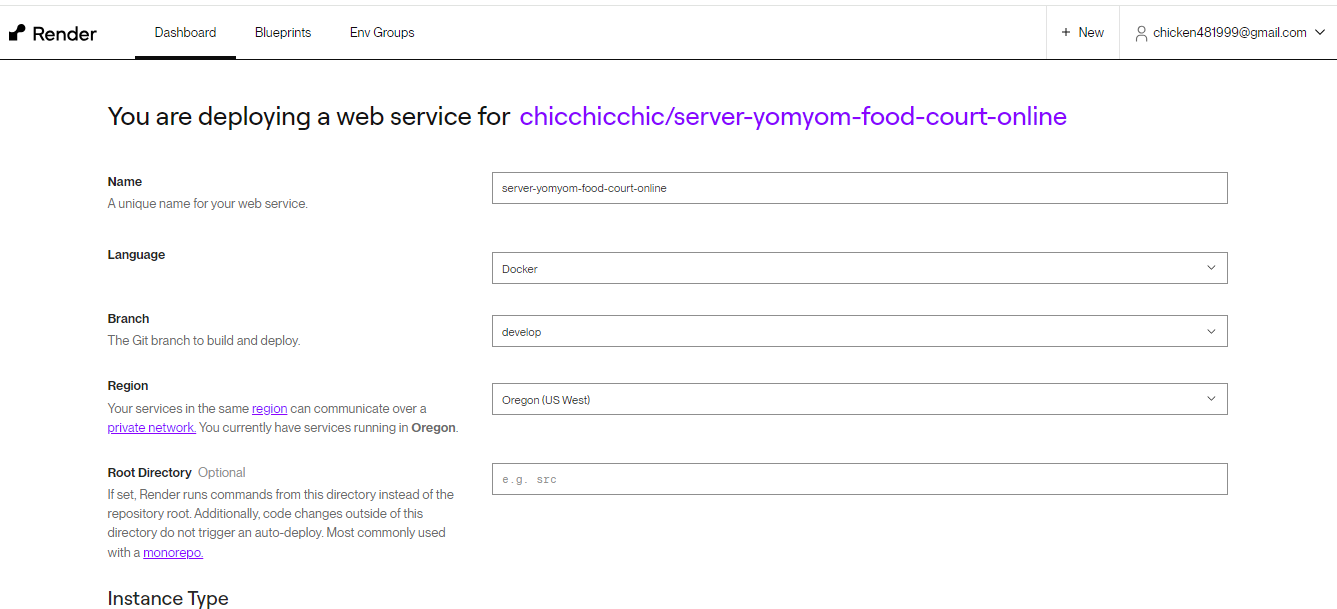 Render Dashboard Blueprints Env Groups + New chicken481999@gmail.com
You are deploying a web service for chicchicchic/server-yomyom-food-court-online
Name
A unique name for your web service.
server-yomyom-food-court-online
Language
Docker
Branch
The Git branch to build and deploy.
develop
Region
Your services in the same region can communicate over a
private network. You currently have services running in Oregon.
Oregon (US West)
Root Directory Optional
If set, Render runs commands from this directory instead of the
repository root. Additionally, code changes outside of this
directory do not trigger an auto-deploy. Most commonly used
with a monorepo.
e.g. src
Instance Type